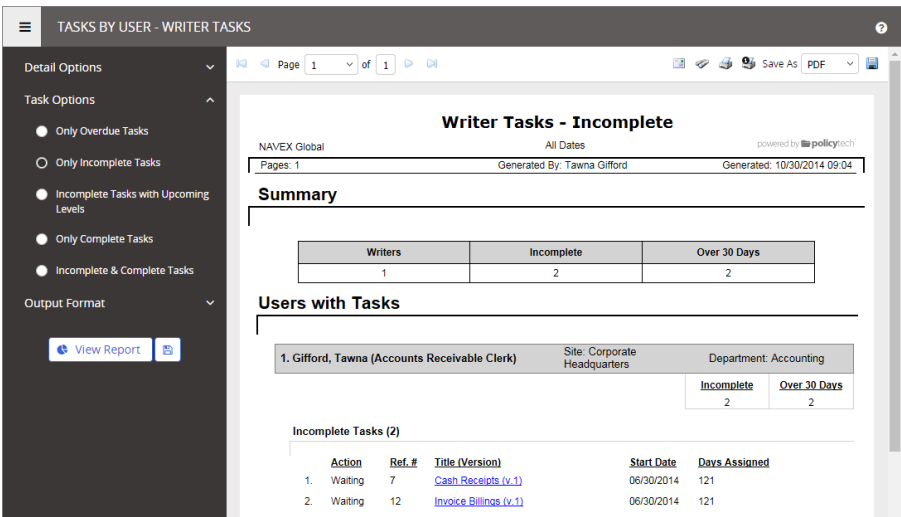 TASKS BY USER - WRITER TASKS
Detail Options
Task Options
Only Overdue Tasks
Only Incomplete Tasks
Incomplete Tasks with Upcoming
Levels
Only Complete Tasks
Incomplete & Complete Tasks
Output Format
View Report
Page 1 of 1 Save As PDF
Writer Tasks - Incomplete
NAVEX Global All Dates powered by policytech
Pages: 1 Generated By: Tawna Gifford Generated: 10/30/2014 09:04
Summary
Writers Incomplete Over 30 Days
1 2 2
Users with Tasks
1. Gifford, Tawna (Accounts Receivable Clerk) Site: Corporate Headquarters Department: Accounting
Incomplete Over 30 Days
2 2
Incomplete Tasks (2)
Action Ref. # Title (Version) Start Date Days Assigned
1. Waiting 7 Cash Receipts (v.1) 06/30/2014 121
2. Waiting 12 Invoice Billings (v.1) 06/30/2014 121